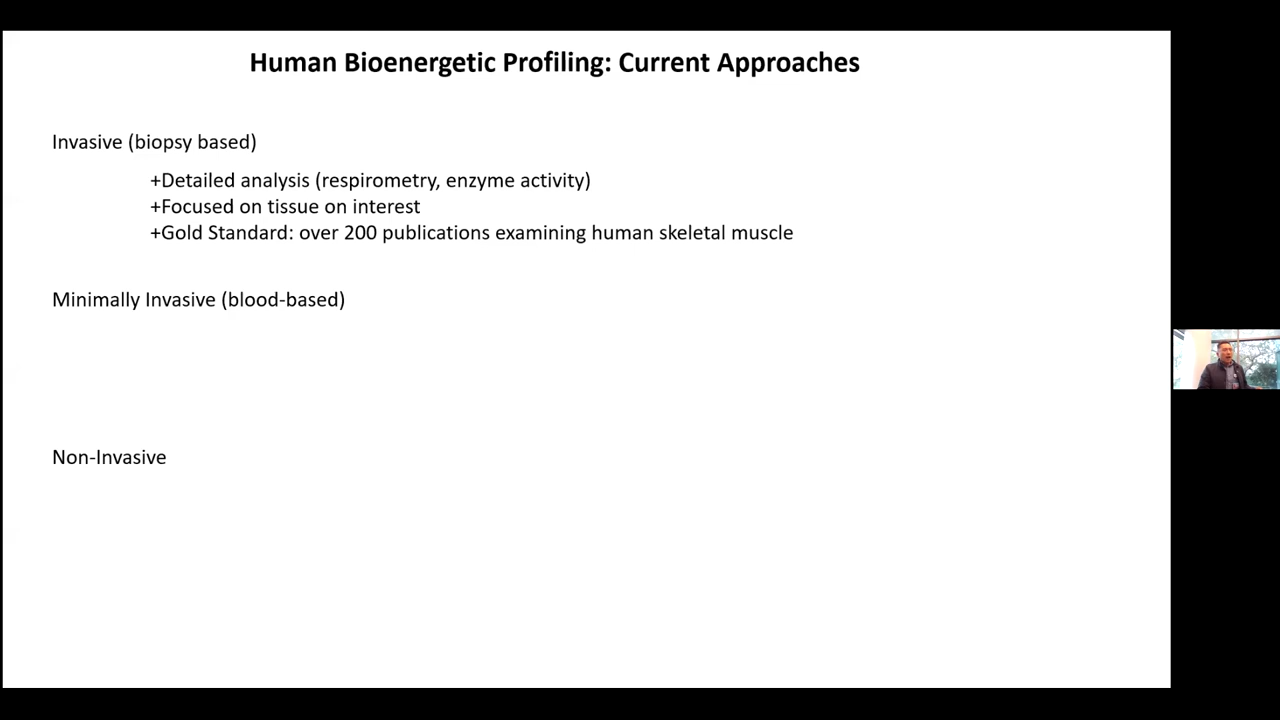 Human Bioenergetic Profiling: Current Approaches
Invasive (biopsy based)
+Detailed analysis (respirometry, enzyme activity)
+Focused on tissue on interest
+Gold Standard: over 200 publications examining human skeletal muscle
Minimally Invasive (blood-based)
Non-Invasive